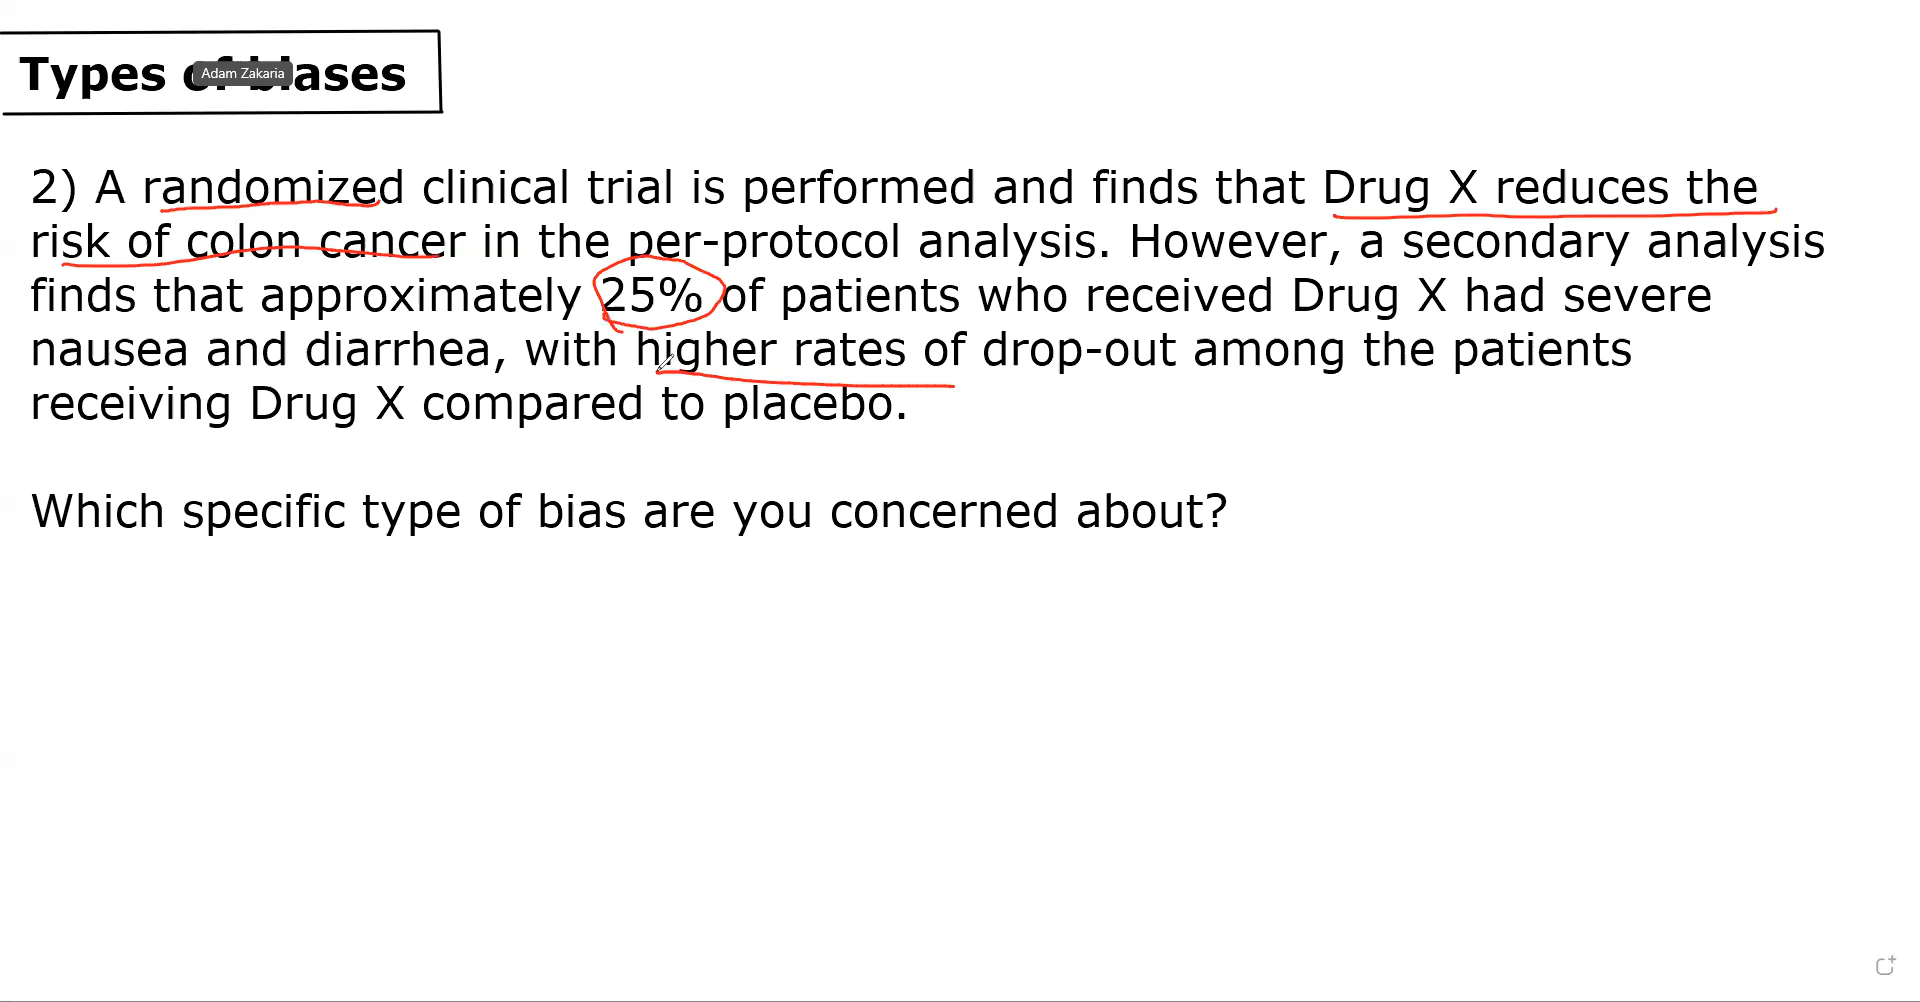 Types of biases
Adam Zakaria
2) A randomized clinical trial is performed and finds that Drug X reduces the
risk of colon cancer in the per-protocol analysis. However, a secondary analysis
finds that approximately 25% of patients who received Drug X had severe
nausea and diarrhea, with higher rates of drop-out among the patients
receiving Drug X compared to placebo.
Which specific type of bias are you concerned about?